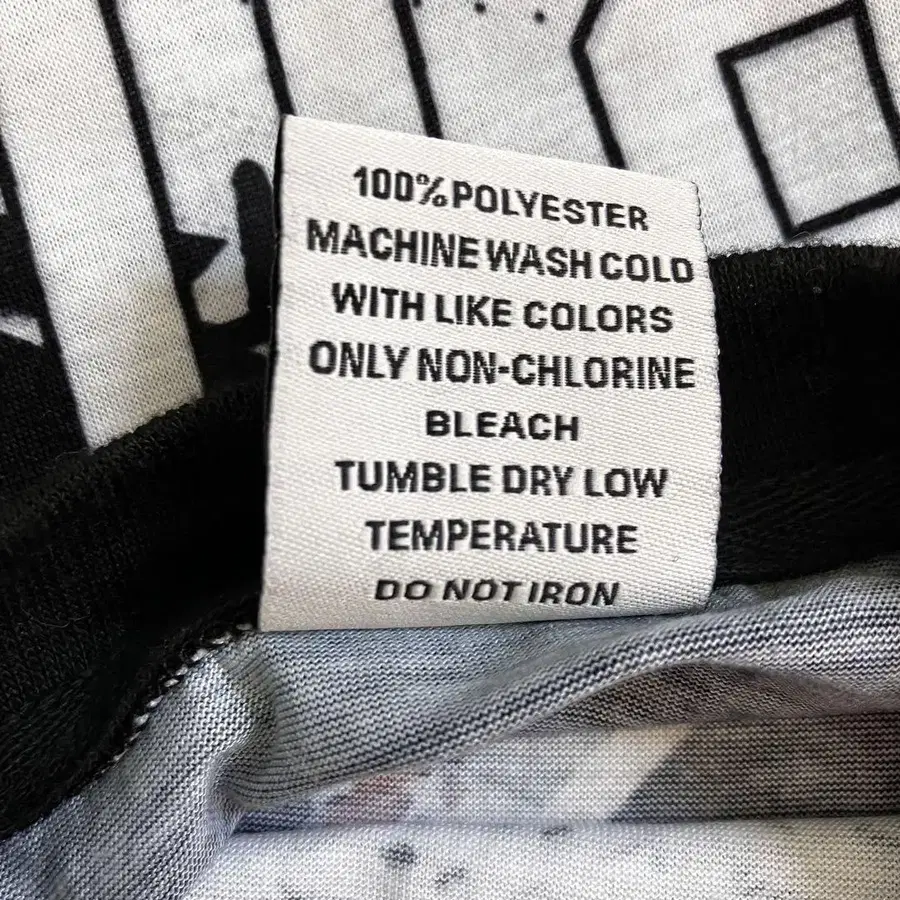 100% POLYESTER
MACHINE WASH COLD
WITH LIKE COLORS
ONLY NON-CHLORINE
BLEACH
TUMBLE DRY LOW
TEMPERATURE
DO NOT IRON